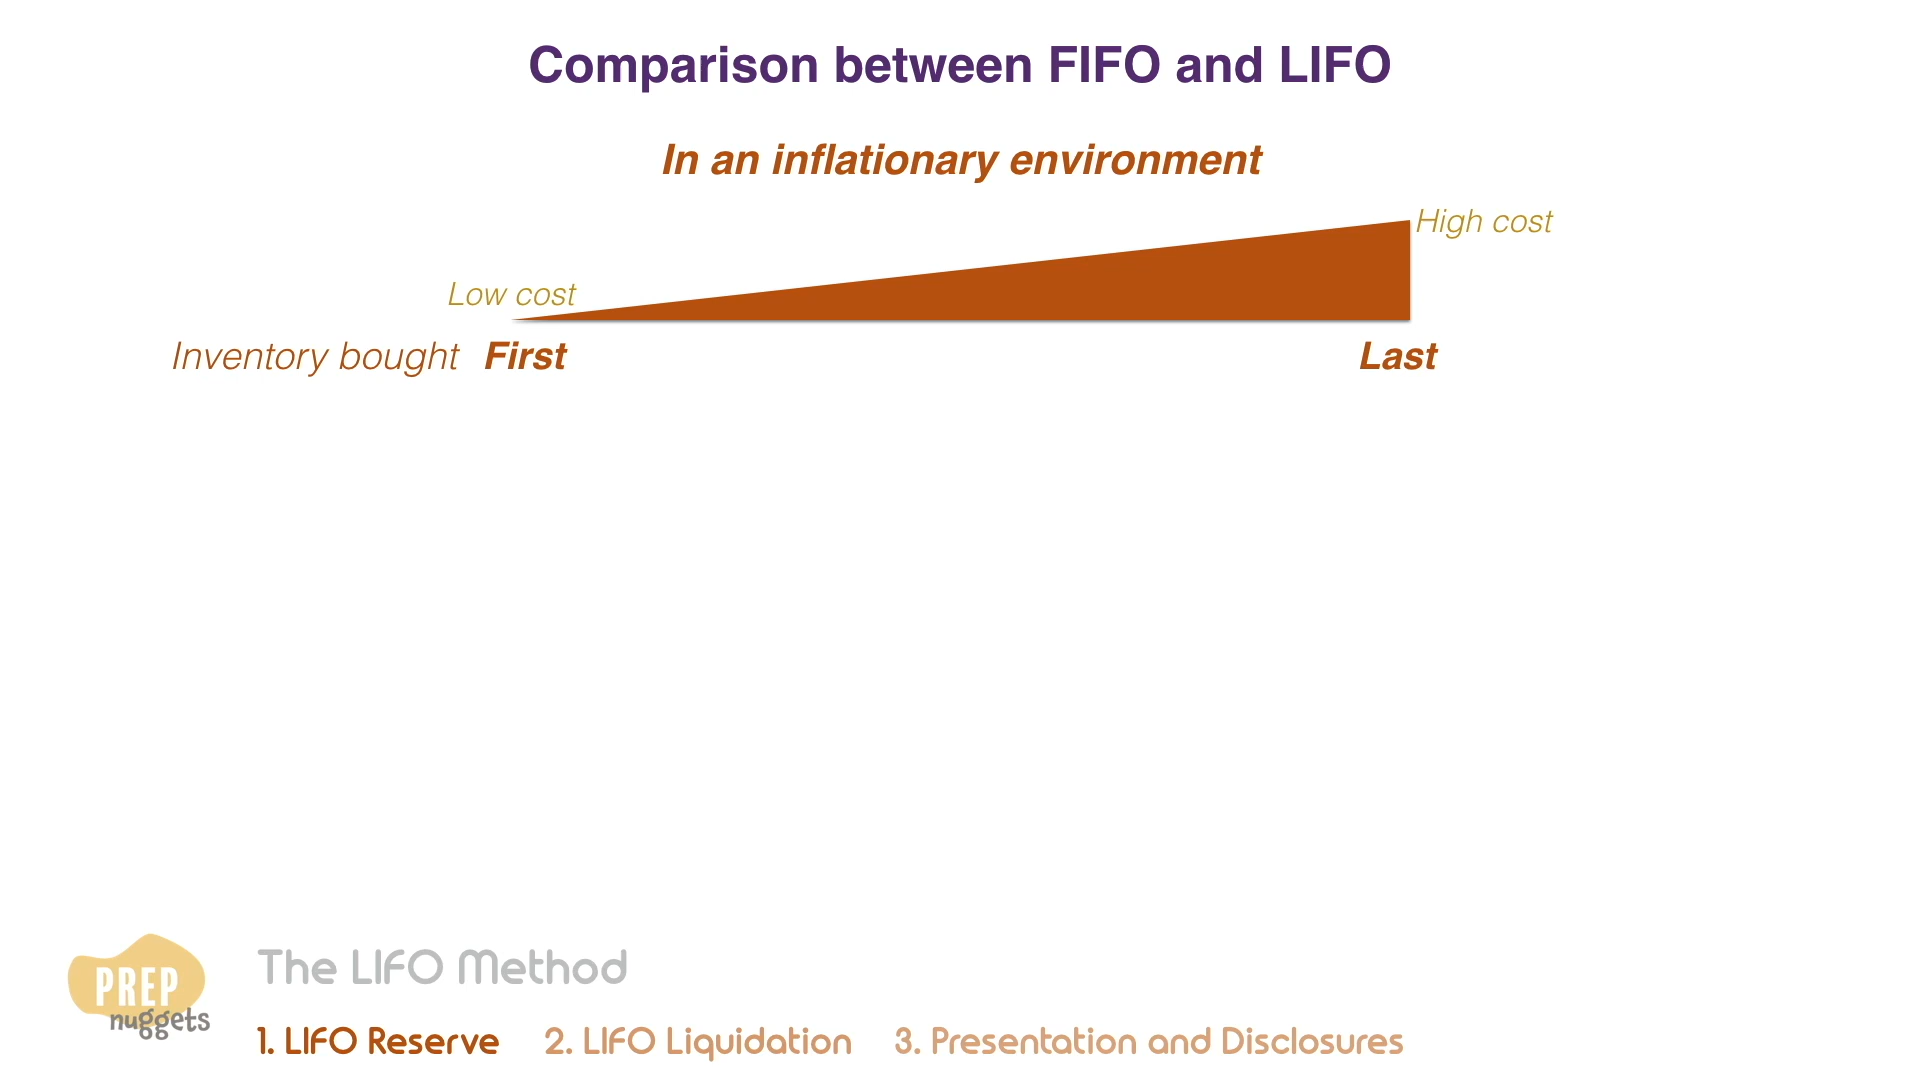 Comparison between FIFO and LIFO
In an inflationary environment
High cost
Low cost
Inventory bought First Last
The LIFO Method
PREP
nuggets
1. LIFO Reserve 2. LIFO Liquidation 3. Presentation and Disclosures